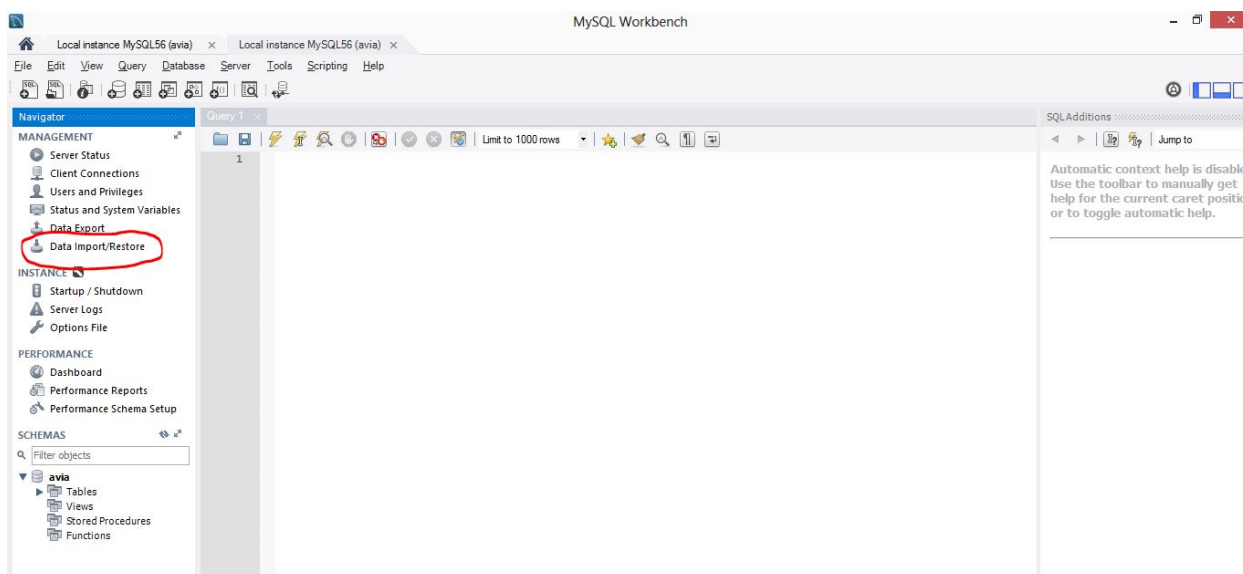 MySQL Workbench
Local instance MySQL56 (avia) × Local instance MySQL56 (avia) ×
File Edit View Query Database Server Tools Scripting Help
Navigator
MANAGEMENT
Server Status
Client Connections
Users and Privileges
Status and System Variables
Data Export
Data Import/Restore
INSTANCE
Startup / Shutdown
Server Logs
Options File
PERFORMANCE
Dashboard
Performance Reports
Performance Schema Setup
SCHEMAS
Filter objects
avia
Tables
Views
Stored Procedures
Functions
Query 1 ×
Limit to 1000 rows
1
SQLAdditions
Jump to
Automatic context help is disable
Use the toolbar to manually get
help for the current caret positio
or to toggle automatic help.